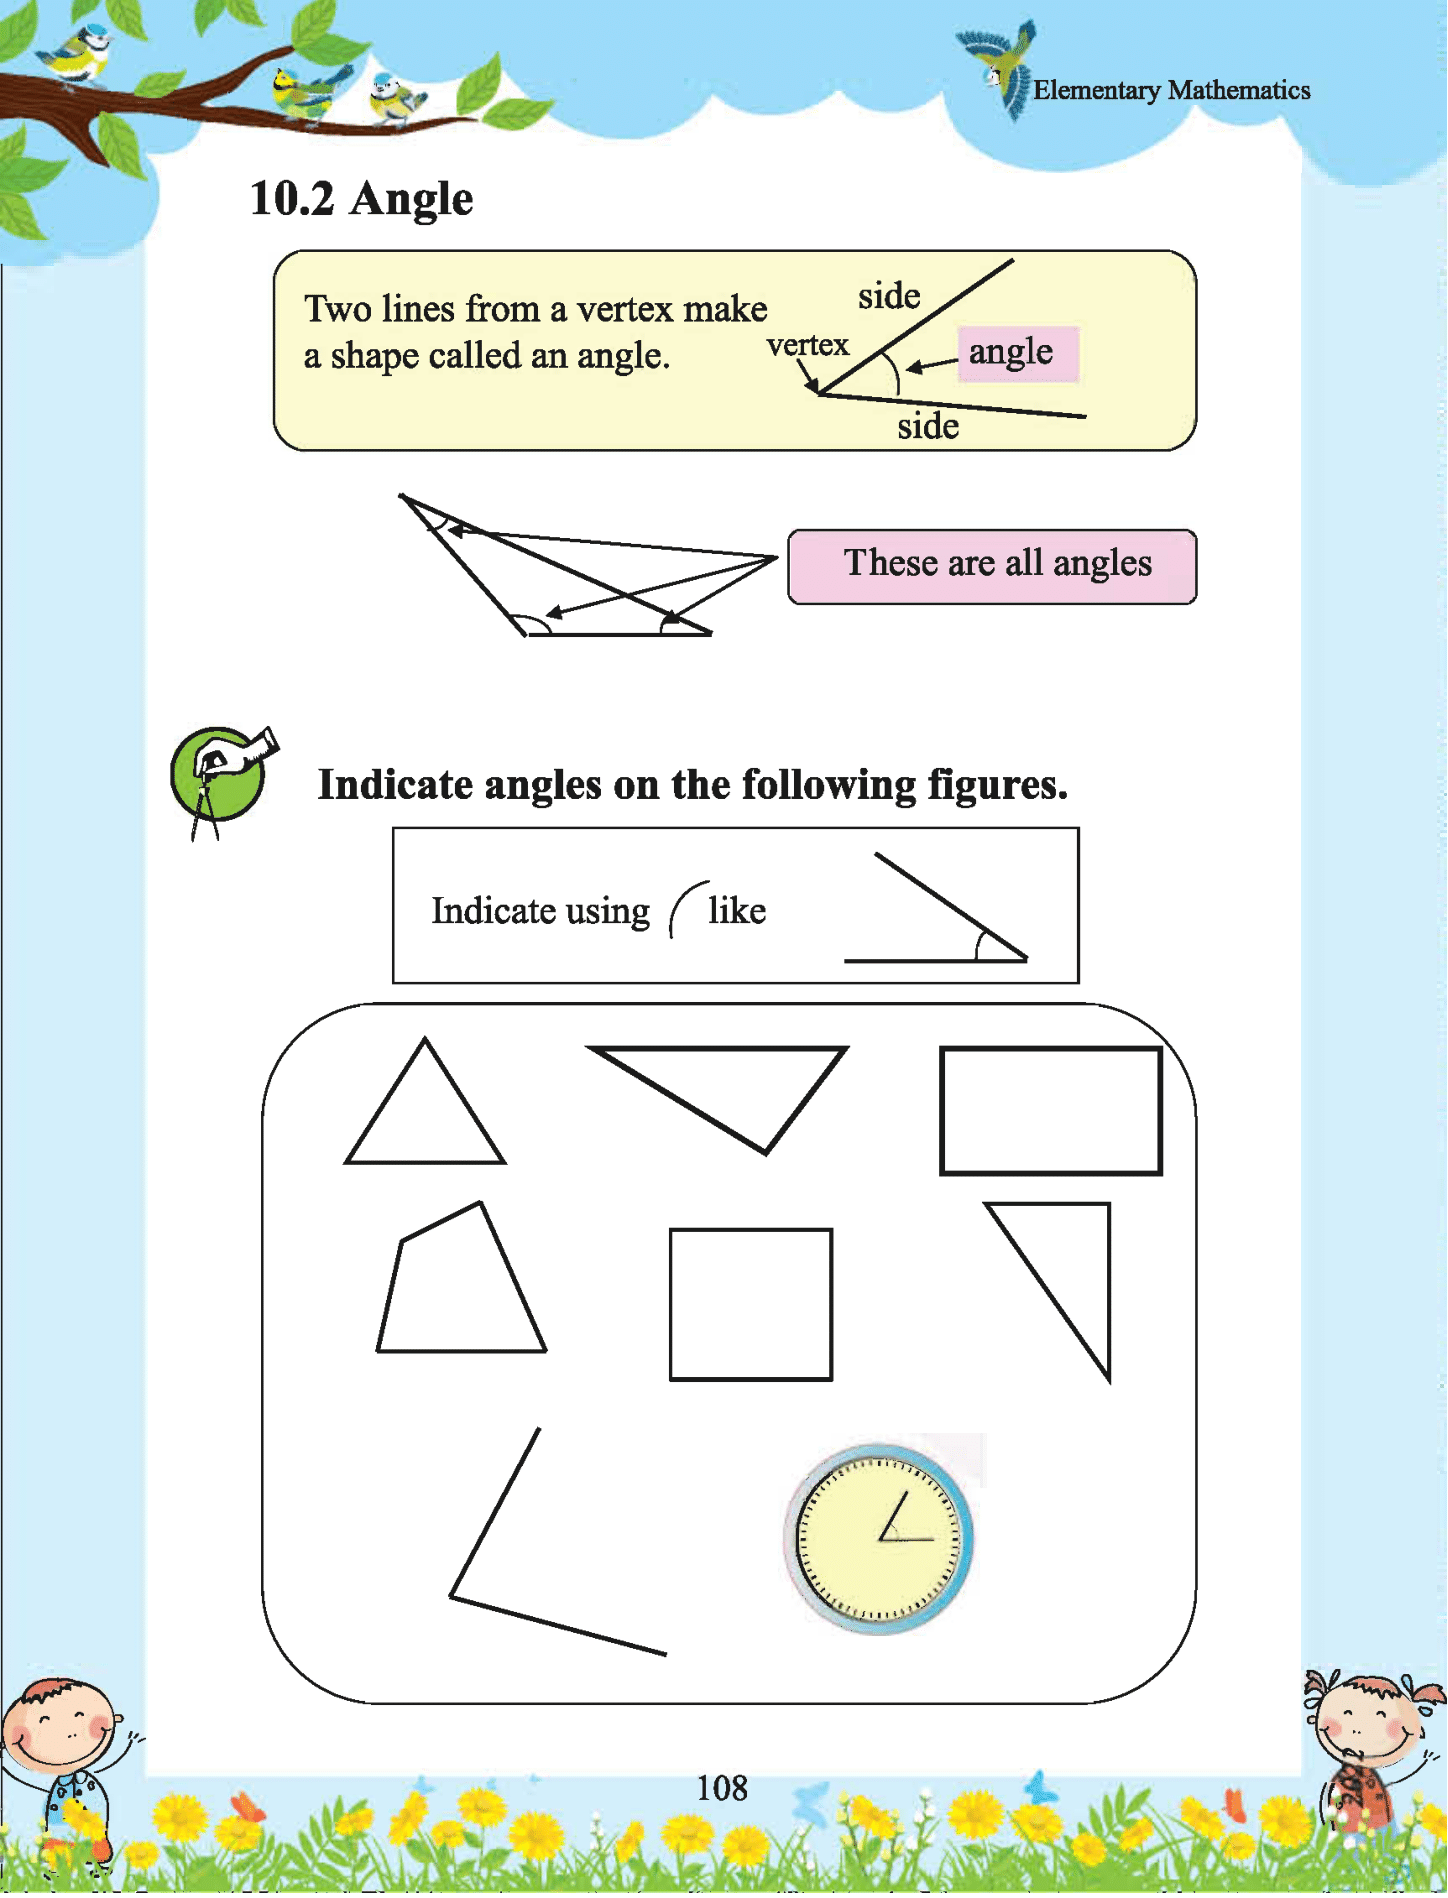 Elementary Mathematics
10.2 Angle
Two lines from a vertex make
a shape called an angle.
side
vertex
angle
side
These are all angles
Indicate angles on the following figures.
Indicate using like
108